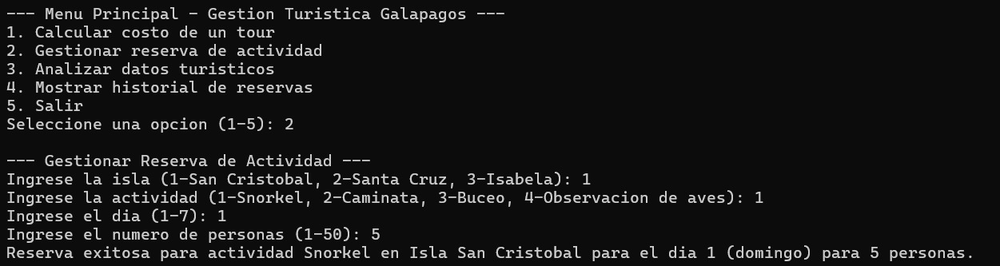 --- Menu Principal - Gestion Turistica Galapagos ---
1. Calcular costo de un tour
2. Gestionar reserva de actividad
3. Analizar datos turisticos
4. Mostrar historial de reservas
5. Salir
Seleccione una opcion (1-5): 2

--- Gestionar Reserva de Actividad ---
Ingrese la isla (1-San Cristobal, 2-Santa Cruz, 3-Isabela): 1
Ingrese la actividad (1-Snorkel, 2-Caminata, 3-Buceo, 4-Observacion de aves): 1
Ingrese el dia (1-7): 1
Ingrese el numero de personas (1-50): 5
Reserva exitosa para actividad Snorkel en Isla San Cristobal para el dia 1 (domingo) para 5 personas.